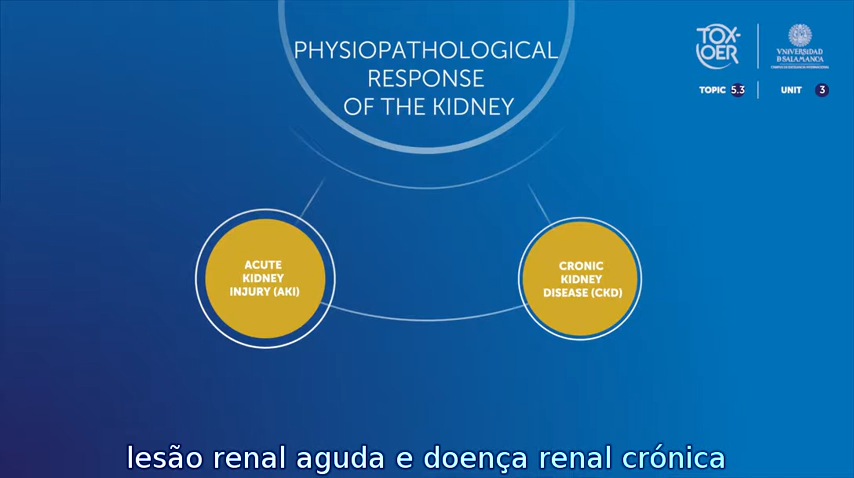 PHYSIOPATHOLOGICAL
RESPONSE
OF THE KIDNEY
TOX-
OER
VNIVERSIDAD
D SALAMANCA
TOPIC 5.3
UNIT 3
ACUTE
KIDNEY
INJURY (AKI)
CRONIC
KIDNEY
DISEASE (CKD)
lesão renal aguda e doença renal crónica